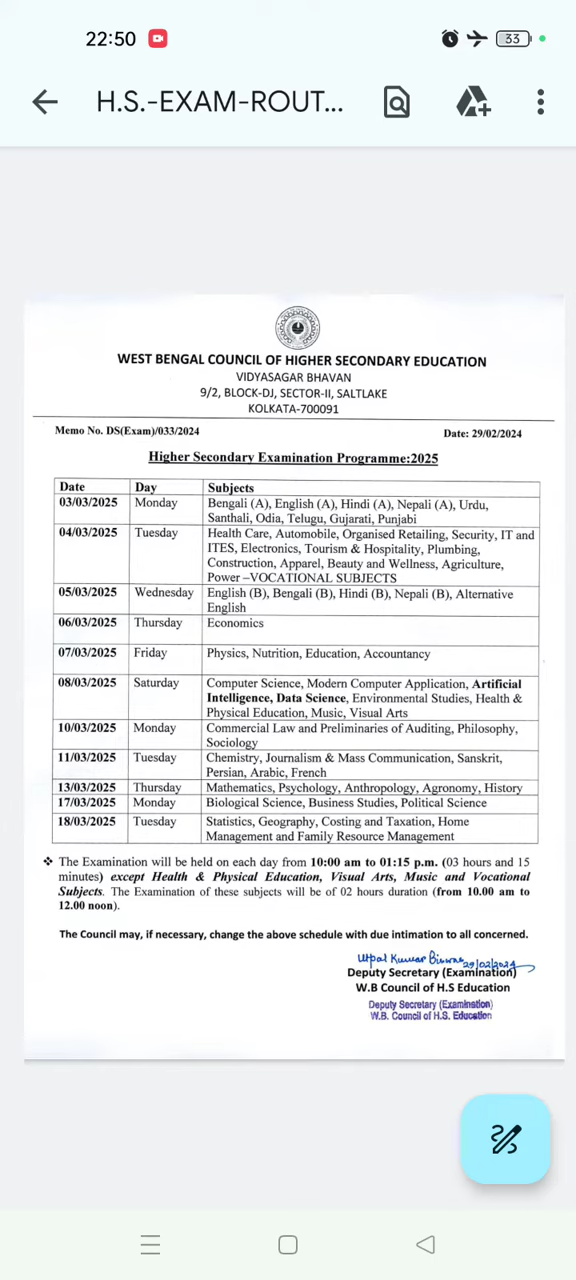 22:50
33
H.S.-EXAM-ROUT...
WEST BENGAL COUNCIL OF HIGHER SECONDARY EDUCATION
VIDYASAGAR BHAVAN
9/2, BLOCK-DJ, SECTOR-II, SALTLAKE
KOLKATA-700091
Memo No. DS(Exam)/033/2024 Date: 29/02/2024
Higher Secondary Examination Programme:2025
Date Day Subjects
03/03/2025 Monday Bengali (A), English (A), Hindi (A), Nepali (A), Urdu,
Santhali, Odia, Telugu, Gujarati, Punjabi
04/03/2025 Tuesday Health Care, Automobile, Organised Retailing, Security, IT and
ITES, Electronics, Tourism & Hospitality, Plumbing,
Construction, Apparel, Beauty and Wellness, Agriculture,
Power –VOCATIONAL SUBJECTS
05/03/2025 Wednesday English (B), Bengali (B), Hindi (B), Nepali (B), Alternative
English
06/03/2025 Thursday Economics
07/03/2025 Friday Physics, Nutrition, Education, Accountancy
08/03/2025 Saturday Computer Science, Modern Computer Application, Artificial
Intelligence, Data Science, Environmental Studies, Health &
Physical Education, Music, Visual Arts
10/03/2025 Monday Commercial Law and Preliminaries of Auditing, Philosophy,
Sociology
11/03/2025 Tuesday Chemistry, Journalism & Mass Communication, Sanskrit,
Persian, Arabic, French
13/03/2025 Thursday Mathematics, Psychology, Anthropology, Agronomy, History
17/03/2025 Monday Biological Science, Business Studies, Political Science
18/03/2025 Tuesday Statistics, Geography, Costing and Taxation, Home
Management and Family Resource Management
❖ The Examination will be held on each day from 10:00 am to 01:15 p.m. (03 hours and 15
minutes) except Health & Physical Education, Visual Arts, Music and Vocational
Subjects. The Examination of these subjects will be of 02 hours duration (from 10.00 am to
12.00 noon).
The Council may, if necessary, change the above schedule with due intimation to all concerned.
Utpal Kumar Biswas 29/02/2024
Deputy Secretary (Examination)
W.B Council of H.S Education
Deputy Secretary (Examination)
W.B. Council of H.S. Education